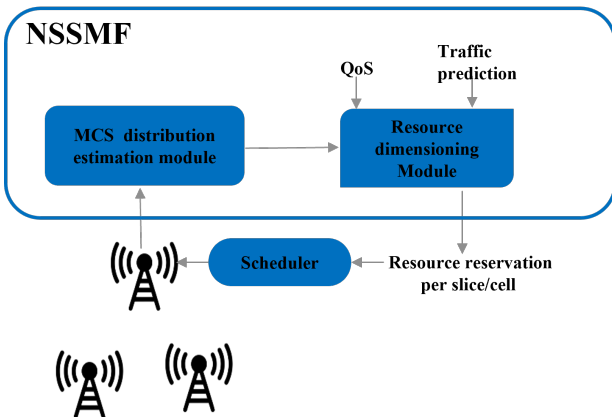 NSSMF
QoS
Traffic
prediction
MCS distribution
estimation module
Resource
dimensioning
Module
Scheduler
Resource reservation
per slice/cell